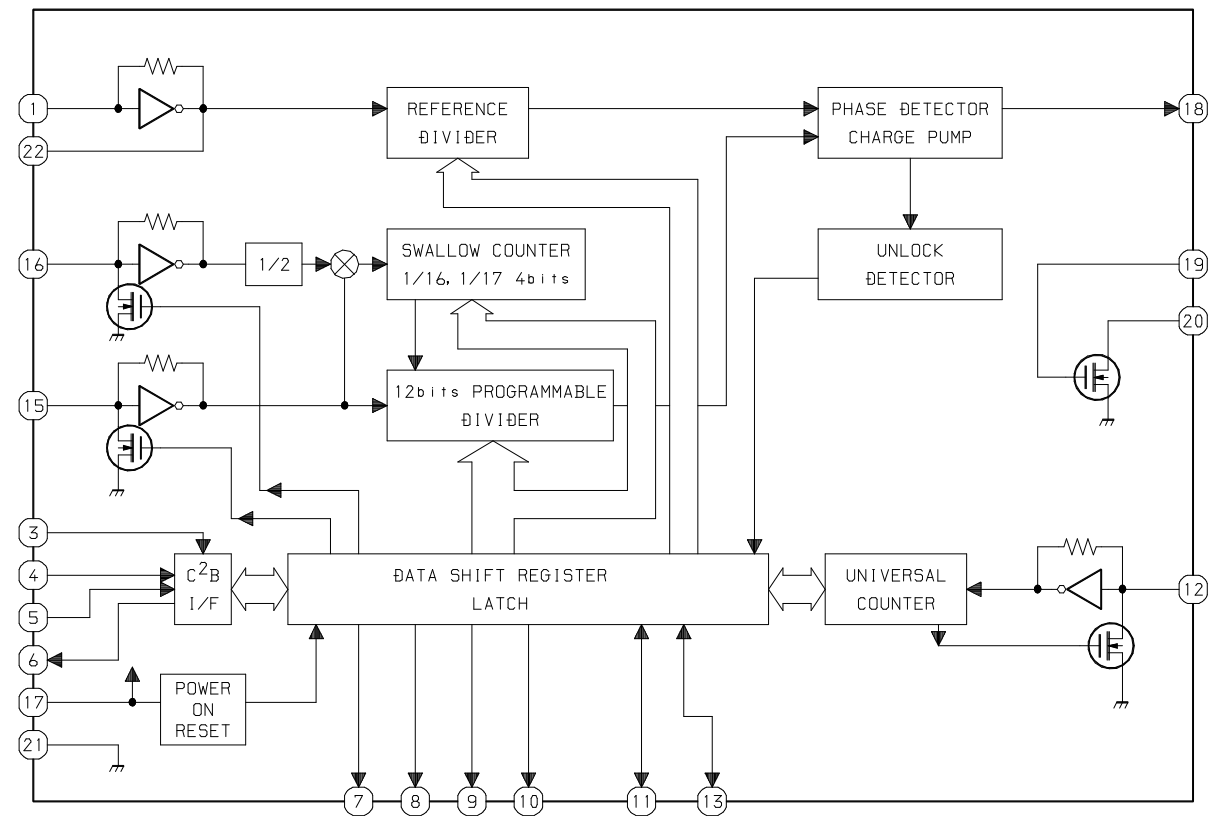 1
REFERENCE
DIVIDER
PHASE DETECTOR
CHARGE PUMP
18
22
16
1/2
SWALLOW COUNTER
1/16, 1/17 4bits
UNLOCK
DETECTOR
19
20
15
12bits PROGRAMMABLE
DIVIDER
3
4
C²B
I/F
DATA SHIFT REGISTER
LATCH
UNIVERSAL
COUNTER
12
5
6
17
POWER
ON
RESET
21
7
8
9
10
11
13